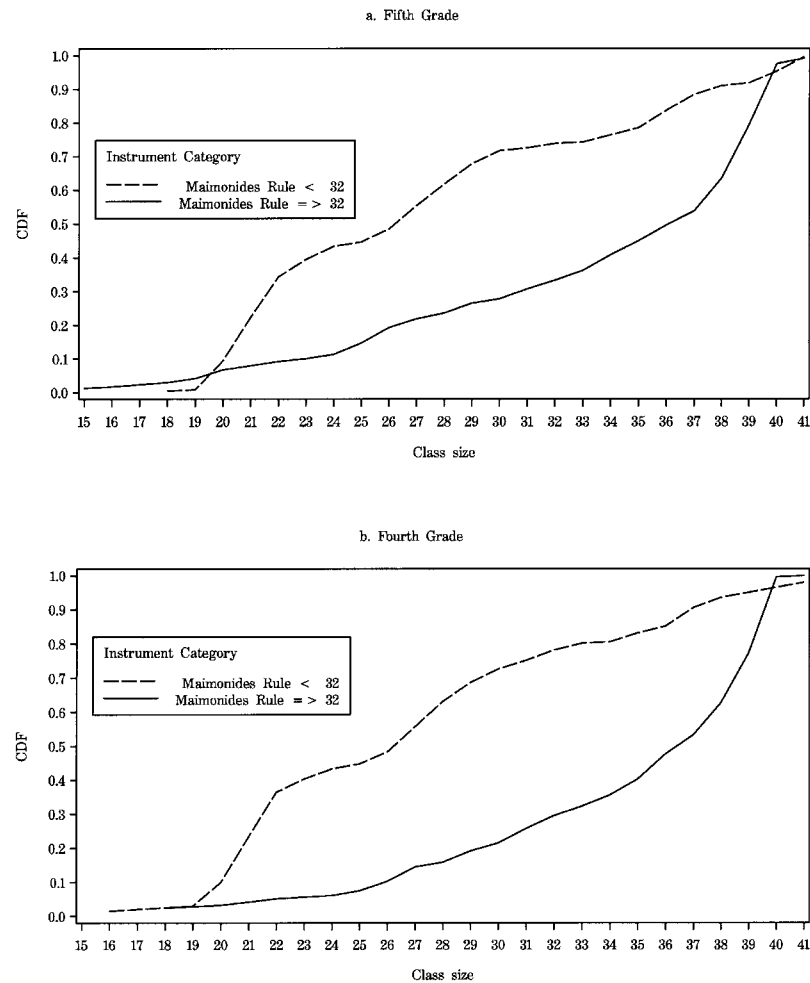 a. Fifth Grade
1.0
0.9
0.8
0.7
0.6
0.5
0.4
0.3
0.2
0.1
0.0
CDF
Instrument Category
Maimonides Rule < 32
Maimonides Rule = > 32
15 16 17 18 19 20 21 22 23 24 25 26 27 28 29 30 31 32 33 34 35 36 37 38 39 40 41
Class size
b. Fourth Grade
1.0
0.9
0.8
0.7
0.6
0.5
0.4
0.3
0.2
0.1
0.0
CDF
Instrument Category
Maimonides Rule < 32
Maimonides Rule = > 32
15 16 17 18 19 20 21 22 23 24 25 26 27 28 29 30 31 32 33 34 35 36 37 38 39 40 41
Class size